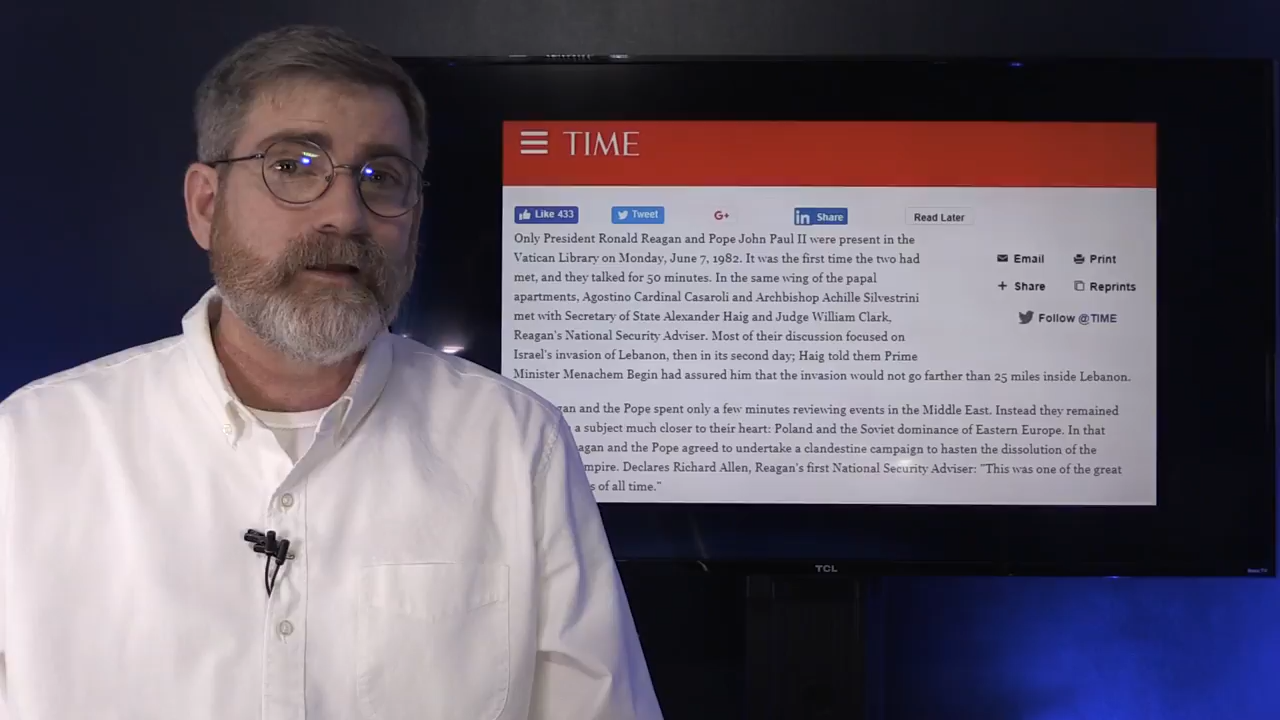 TIME
Like 433
Tweet
G+
in Share
Read Later
Only President Ronald Reagan and Pope John Paul II were present in the
Vatican Library on Monday, June 7, 1982. It was the first time the two had
met, and they talked for 50 minutes. In the same wing of the papal
apartments, Agostino Cardinal Casaroli and Archbishop Achille Silvestrini
met with Secretary of State Alexander Haig and Judge William Clark,
Reagan's National Security Adviser. Most of their discussion focused on
Israel's invasion of Lebanon, then in its second day; Haig told them Prime
Minister Menachem Begin had assured him that the invasion would not go farther than 25 miles inside Lebanon.
Email
Print
+ Share
Reprints
Follow @TIME
gan and the Pope spent only a few minutes reviewing events in the Middle East. Instead they remained
a subject much closer to their heart: Poland and the Soviet dominance of Eastern Europe. In that
agan and the Pope agreed to undertake a clandestine campaign to hasten the dissolution of the
mpire. Declares Richard Allen, Reagan's first National Security Adviser: "This was one of the great
s of all time."
TCL
Roku TV